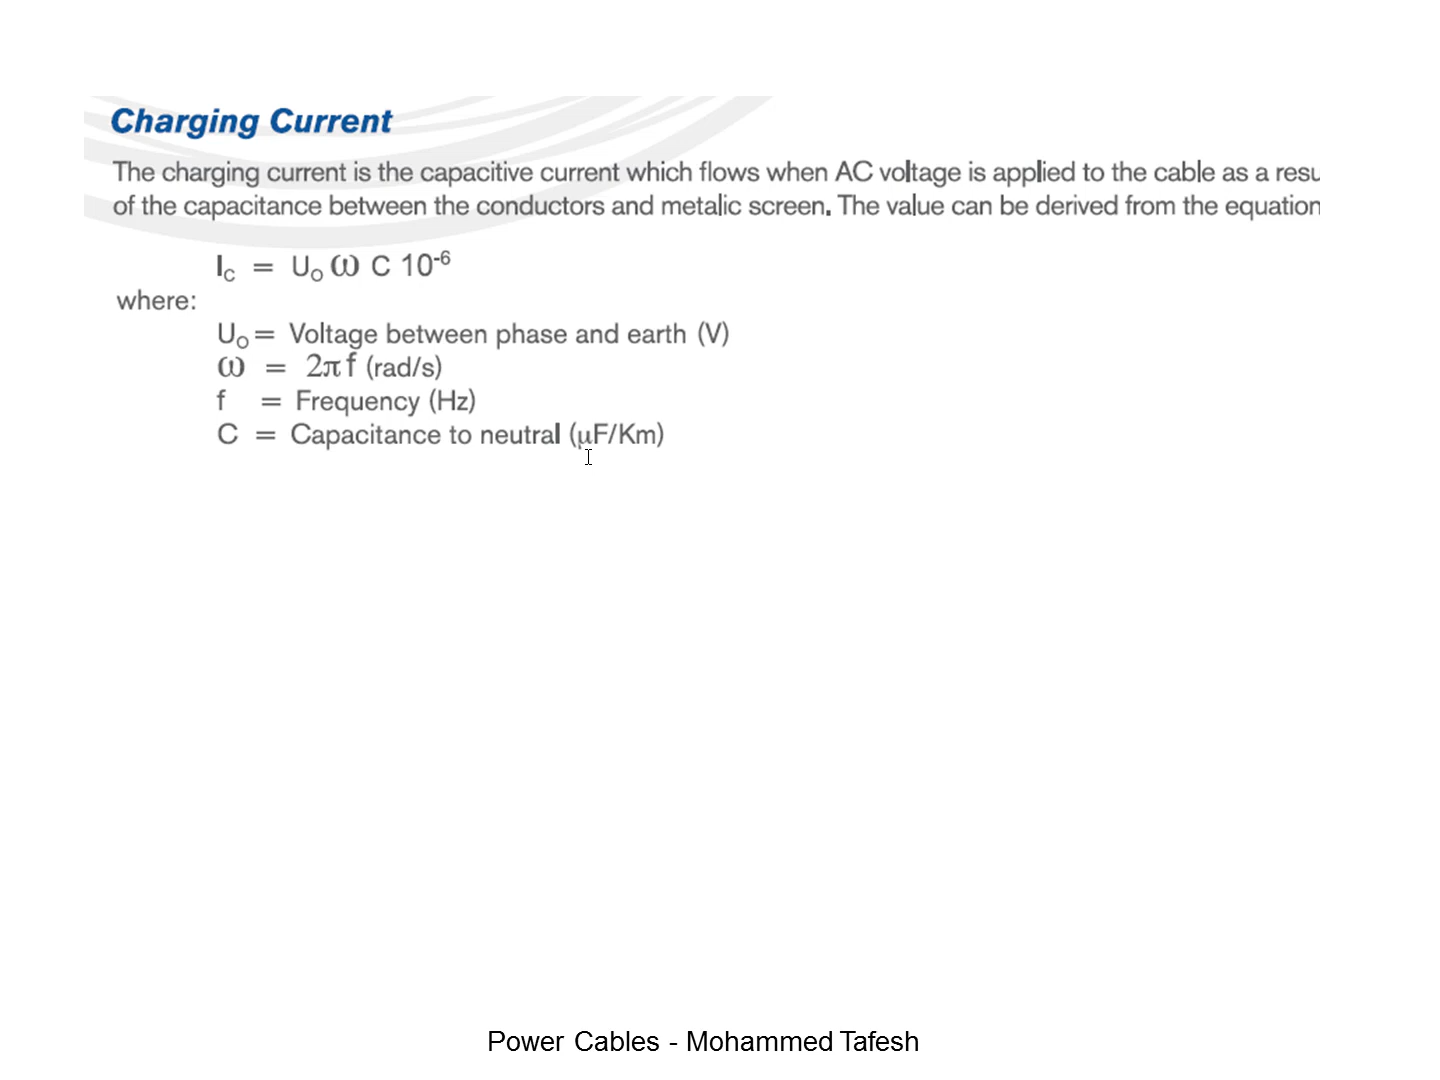 Charging Current
The charging current is the capacitive current which flows when AC voltage is applied to the cable as a resu
of the capacitance between the conductors and metalic screen. The value can be derived from the equation
Ic = Uo ω C 10-6
where:
Uo = Voltage between phase and earth (V)
ω = 2π f (rad/s)
f = Frequency (Hz)
C = Capacitance to neutral (μF/Km)
Power Cables - Mohammed Tafesh